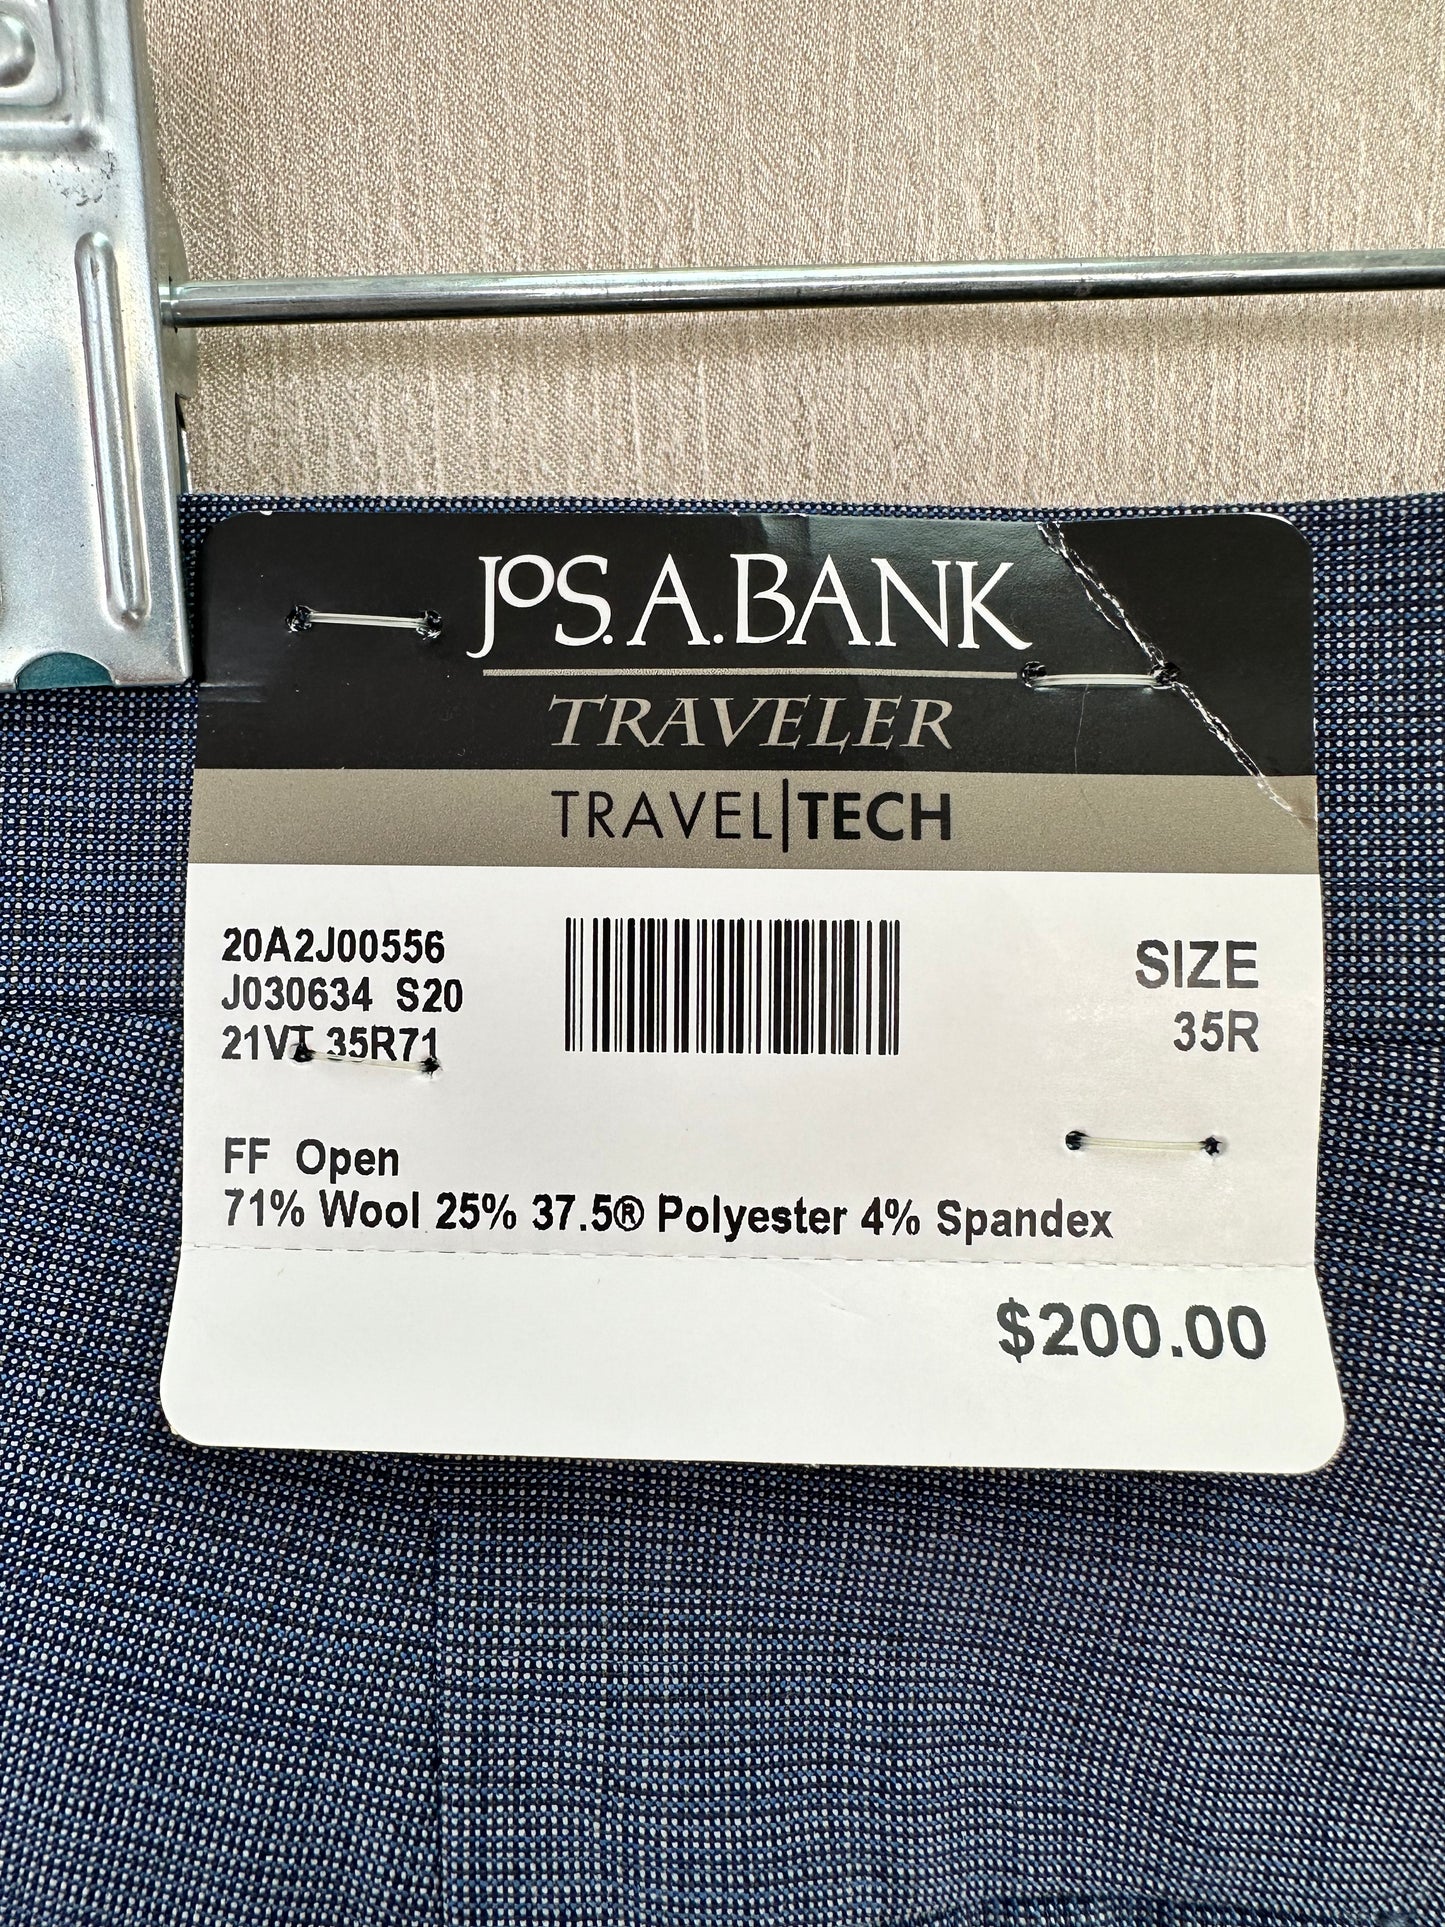 JOS. A. BANK
TRAVELER
TRAVEL|TECH
20A2J00556
J030634 S20
21VT 35R71
SIZE
35R
FF Open
71% Wool 25% 37.5® Polyester 4% Spandex
$200.00